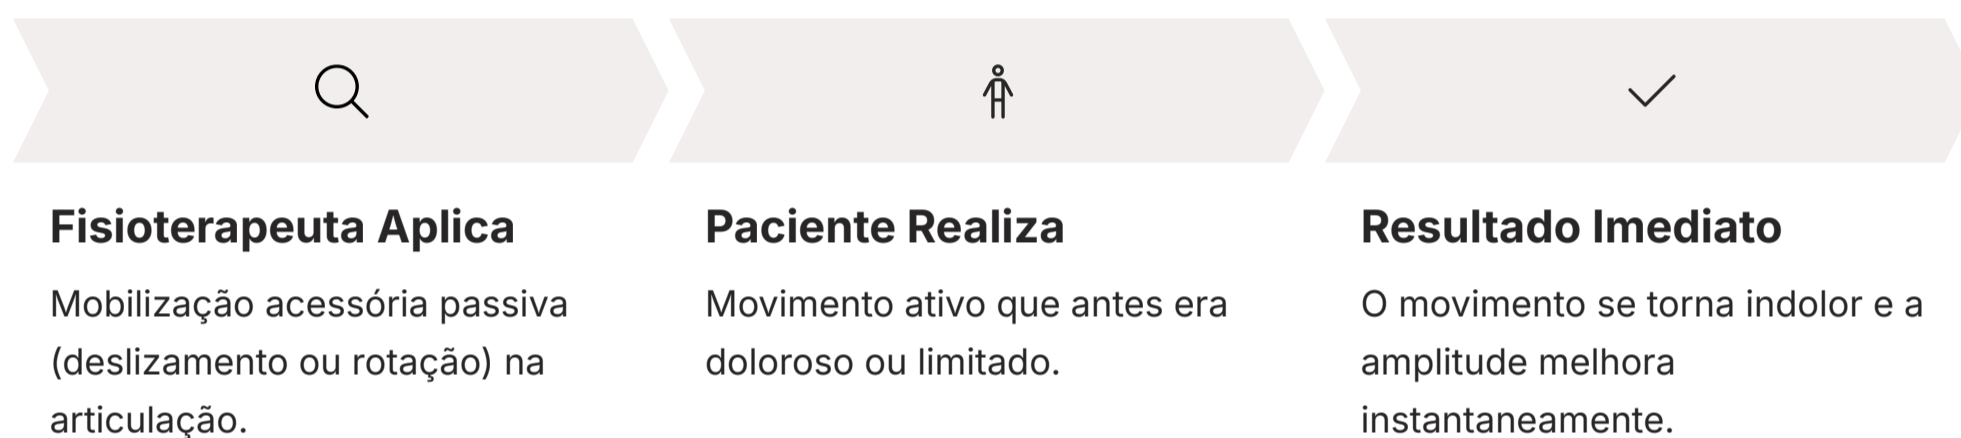 Fisioterapeuta Aplica
Mobilização acessória passiva
(deslizamento ou rotação) na
articulação.
Paciente Realiza
Movimento ativo que antes era
doloroso ou limitado.
Resultado Imediato
O movimento se torna indolor e a
amplitude melhora
instantaneamente.